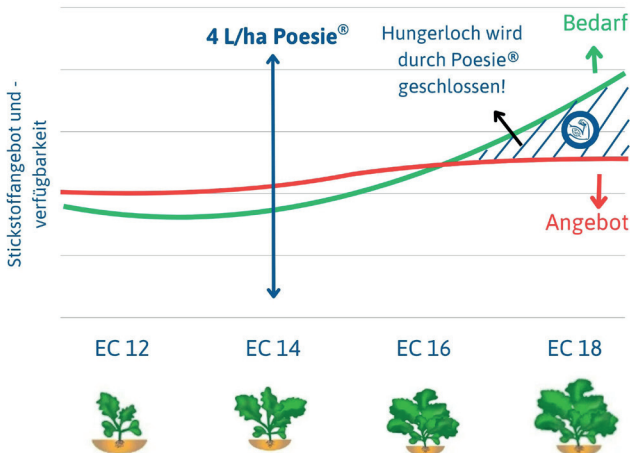 4 L/ha Poesie®
Hungerloch wird
durch Poesie®
geschlossen!
Bedarf
Stickstoffangebot und -
verfügbarkeit
Angebot
EC 12
EC 14
EC 16
EC 18